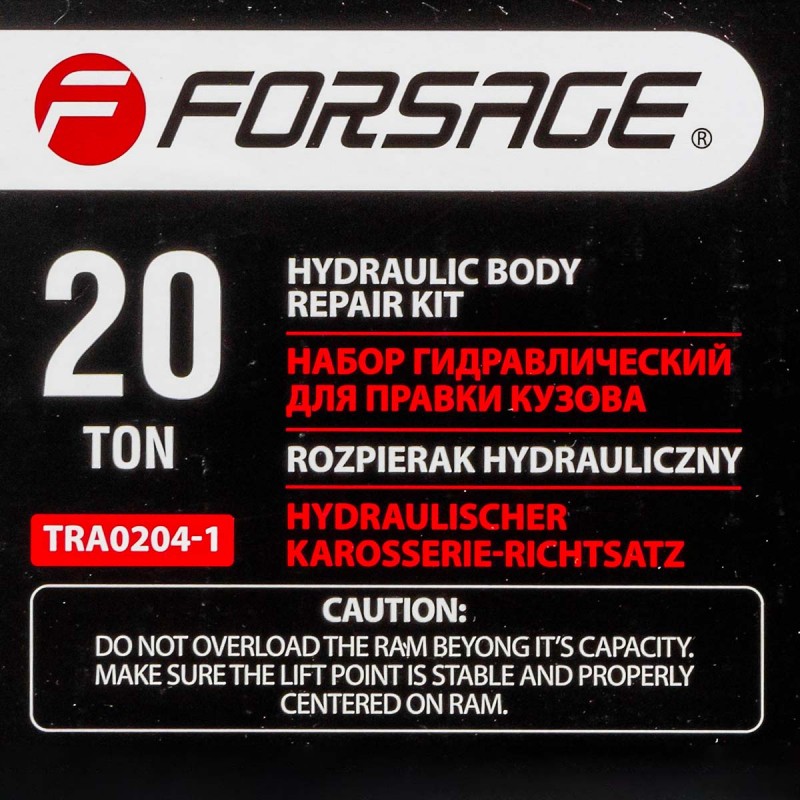 F FORSAGE ®
20
TON
TRA0204-1
HYDRAULIC BODY
REPAIR KIT
НАБОР ГИДРАВЛИЧЕСКИЙ
ДЛЯ ПРАВКИ КУЗОВА
ROZPIERAK HYDRAULICZNY
HYDRAULISCHER
KAROSSERIE-RICHTSATZ
CAUTION:
DO NOT OVERLOAD THE RAM BEYONG IT'S CAPACITY.
MAKE SURE THE LIFT POINT IS STABLE AND PROPERLY
CENTERED ON RAM.